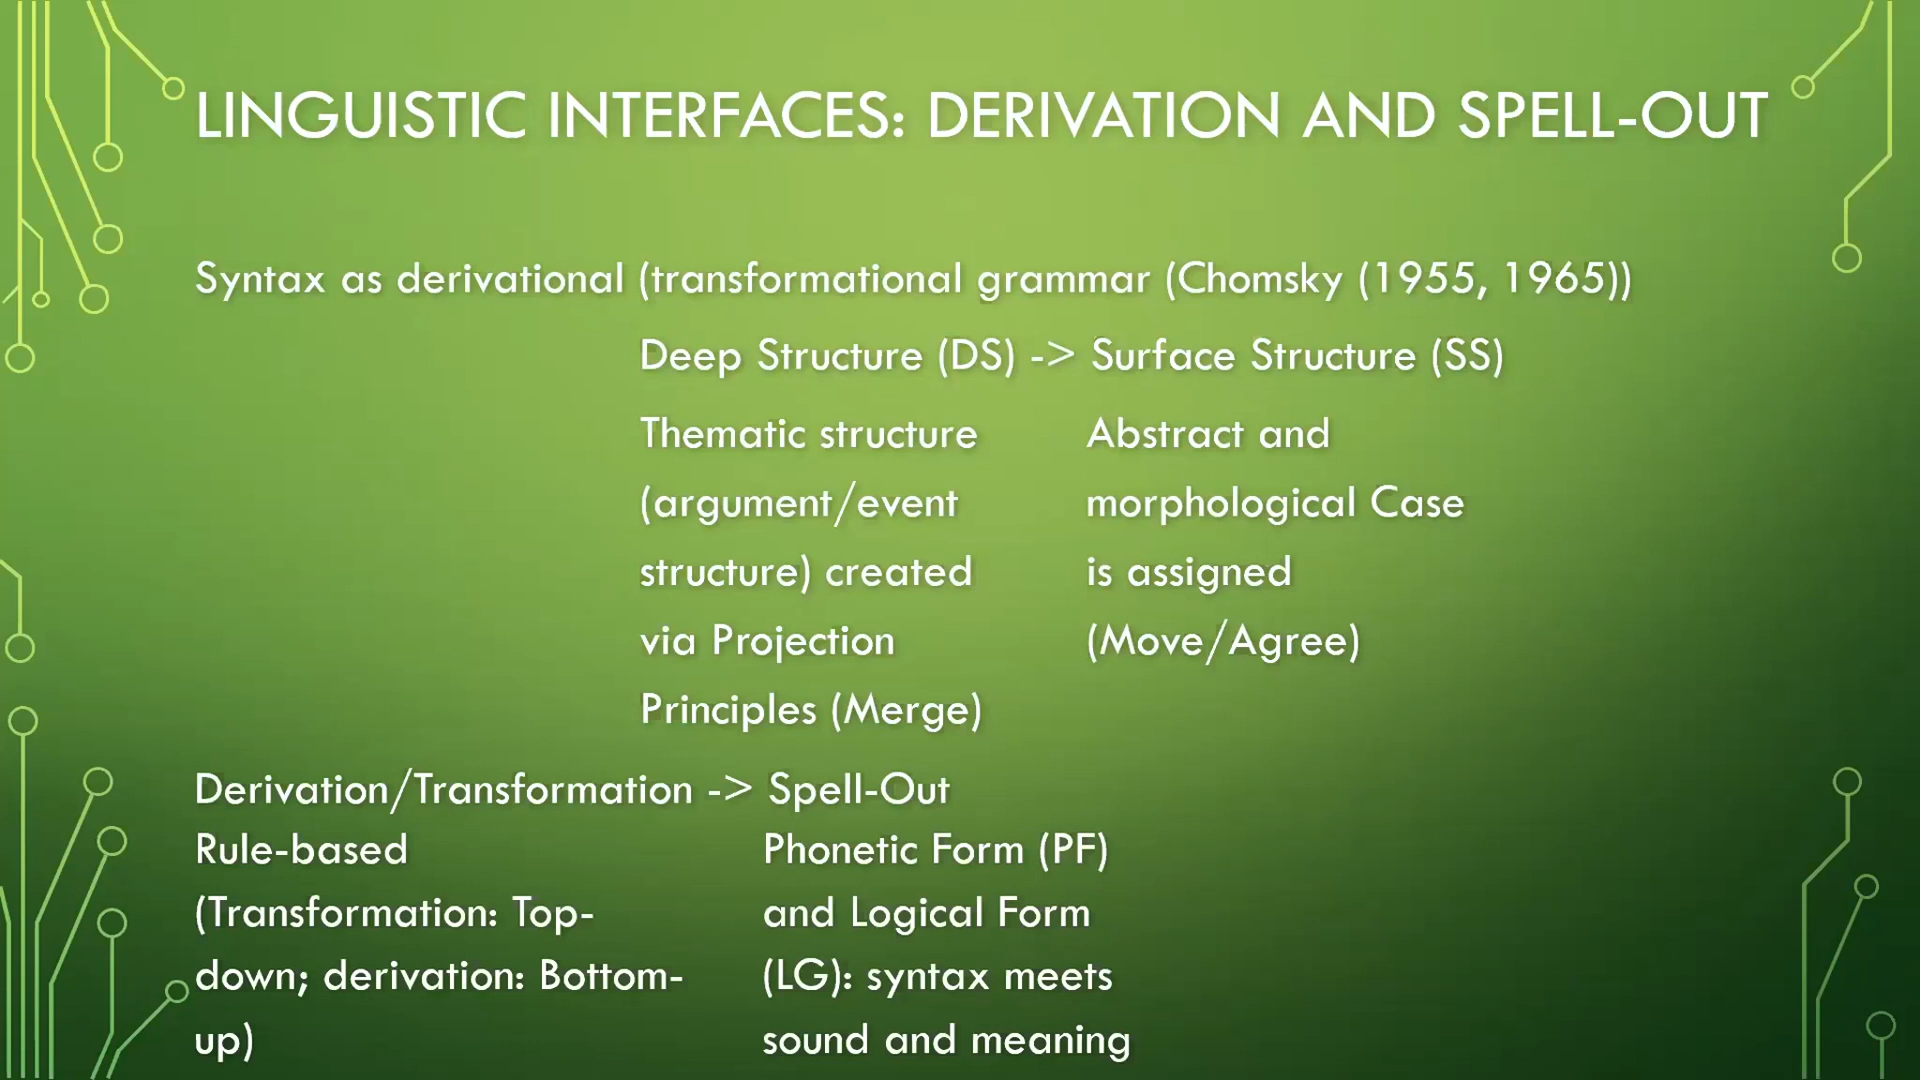 LINGUISTIC INTERFACES: DERIVATION AND SPELL-OUT
Syntax as derivational (transformational grammar (Chomsky (1955, 1965))
Deep Structure (DS) -> Surface Structure (SS)
Thematic structure
(argument/event
structure) created
via Projection
Principles (Merge)
Abstract and
morphological Case
is assigned
(Move/Agree)
Derivation/Transformation -> Spell-Out
Rule-based
(Transformation: Top-
down; derivation: Bottom-
up)
Phonetic Form (PF)
and Logical Form
(LG): syntax meets
sound and meaning